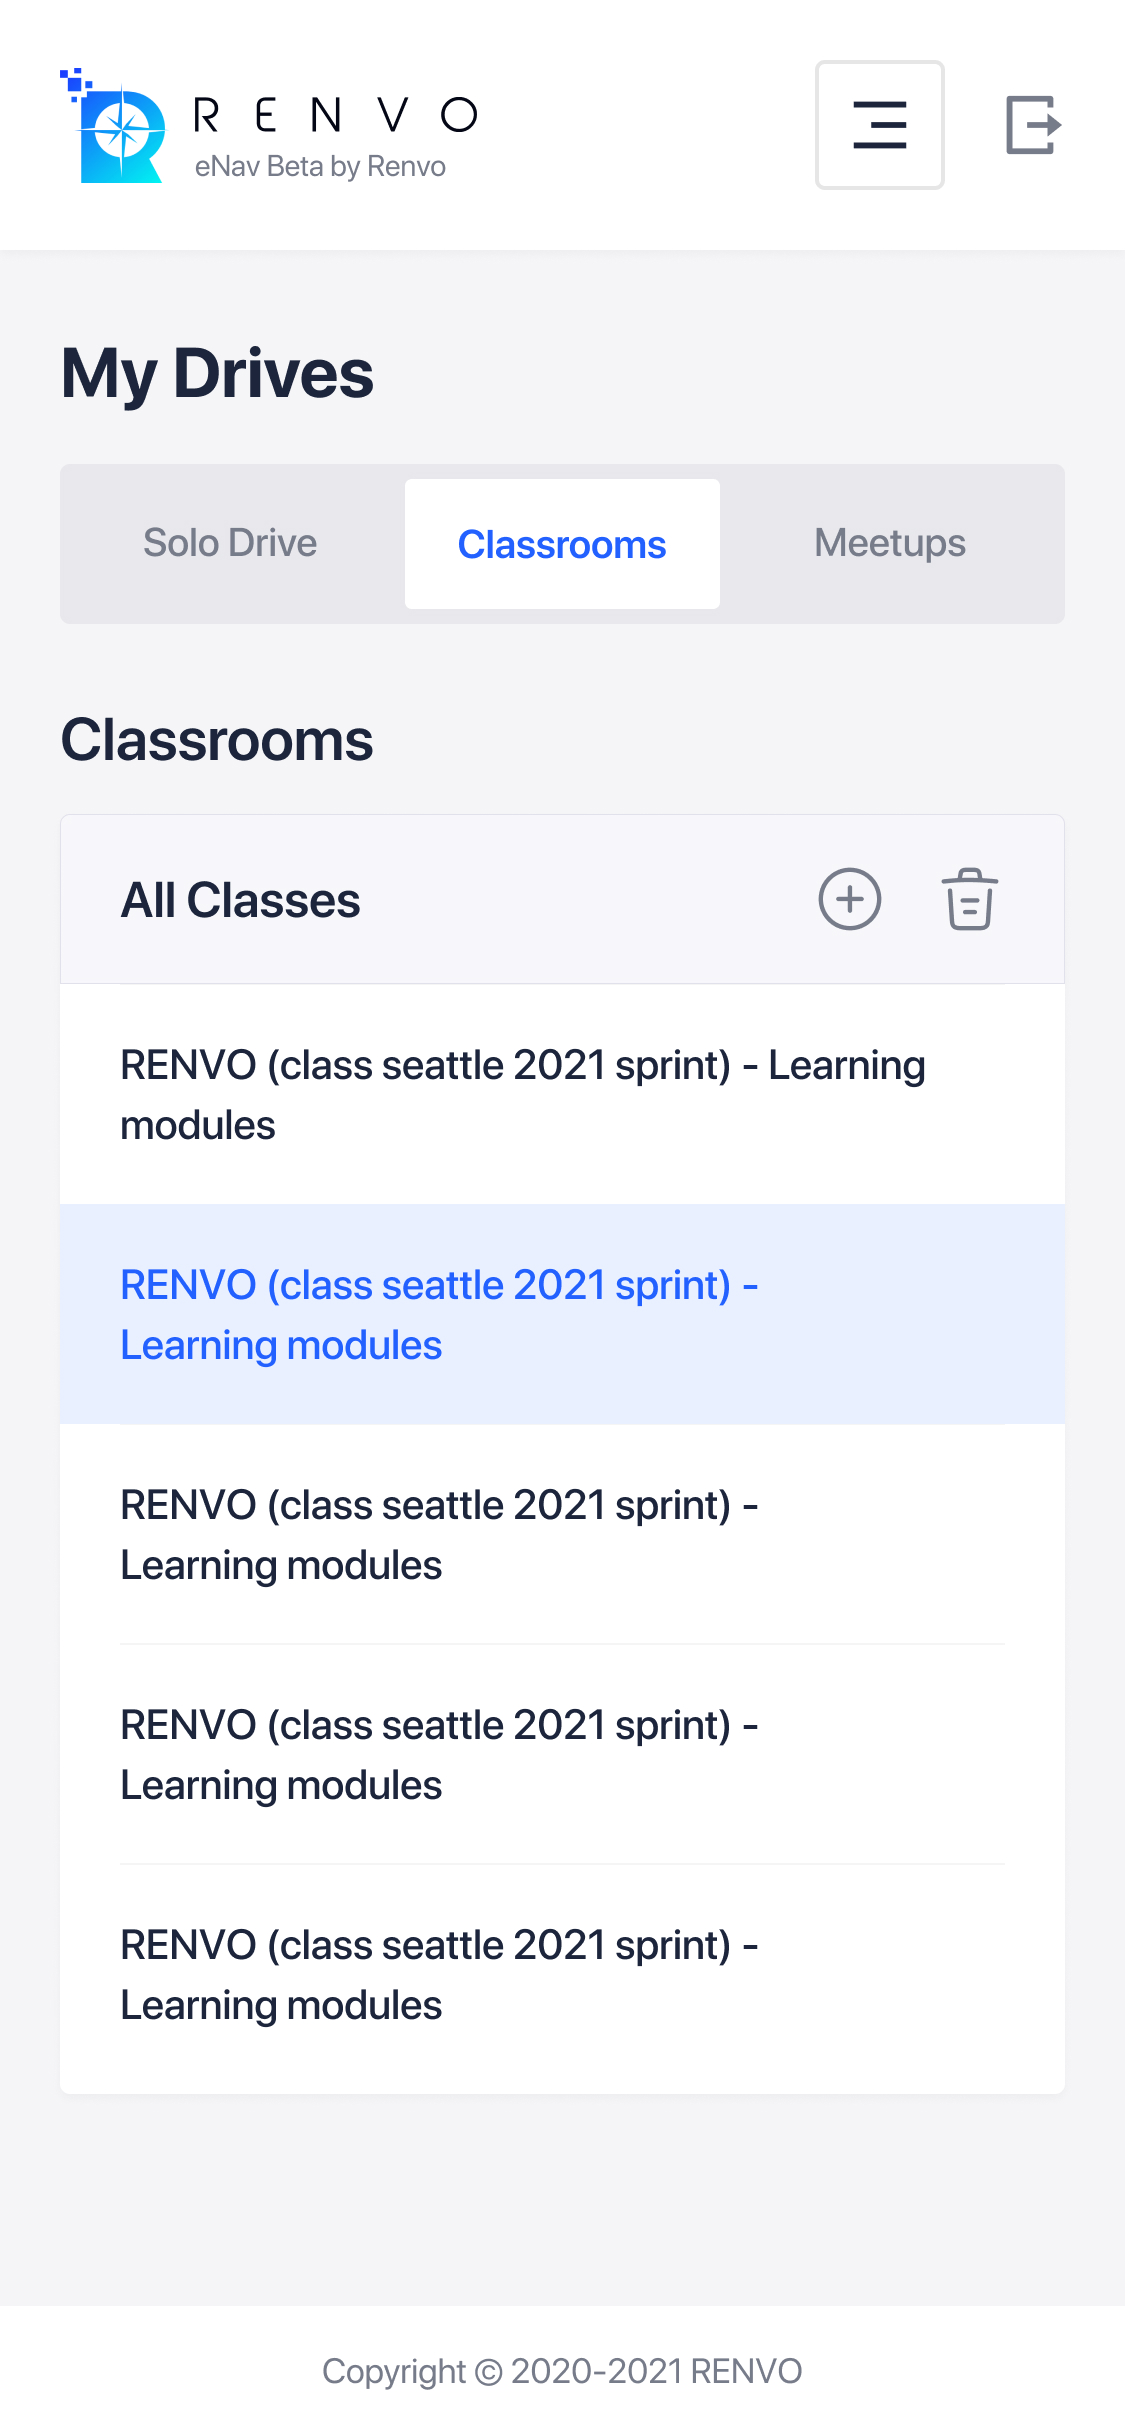 RENVO
eNav Beta by Renvo
My Drives
Solo Drive
Classrooms
Meetups
Classrooms
All Classes
RENVO (class seattle 2021 sprint) - Learning
modules
RENVO (class seattle 2021 sprint) -
Learning modules
RENVO (class seattle 2021 sprint) -
Learning modules
RENVO (class seattle 2021 sprint) -
Learning modules
RENVO (class seattle 2021 sprint) -
Learning modules
Copyright © 2020-2021 RENVO